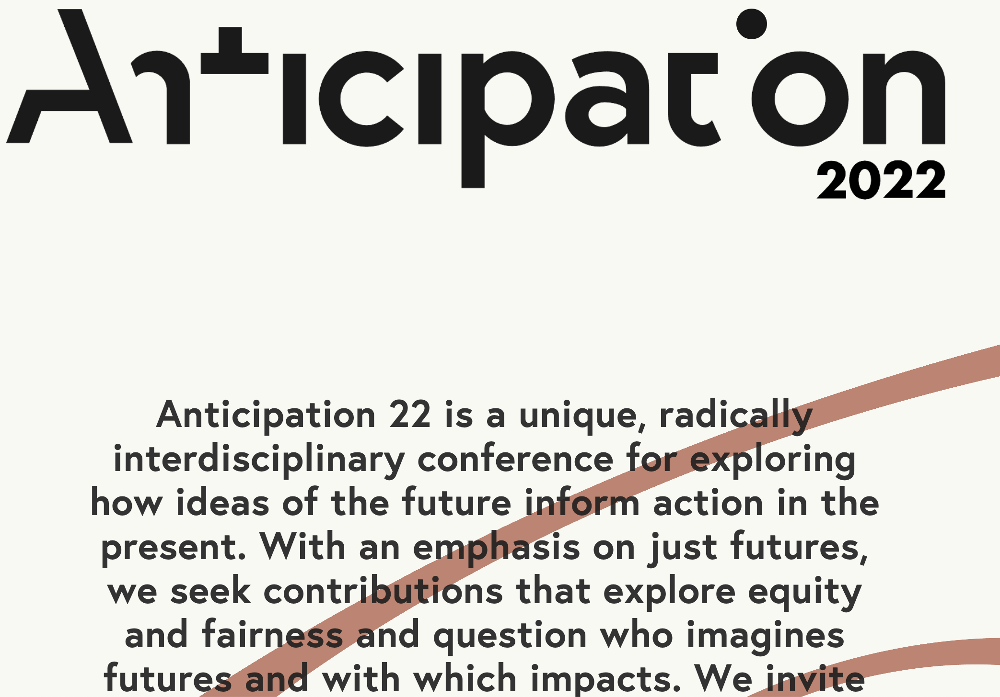 Anticipation
2022
Anticipation 22 is a unique, radically
interdisciplinary conference for exploring
how ideas of the future inform action in the
present. With an emphasis on just futures,
we seek contributions that explore equity
and fairness and question who imagines
futures and with which impacts. We invite